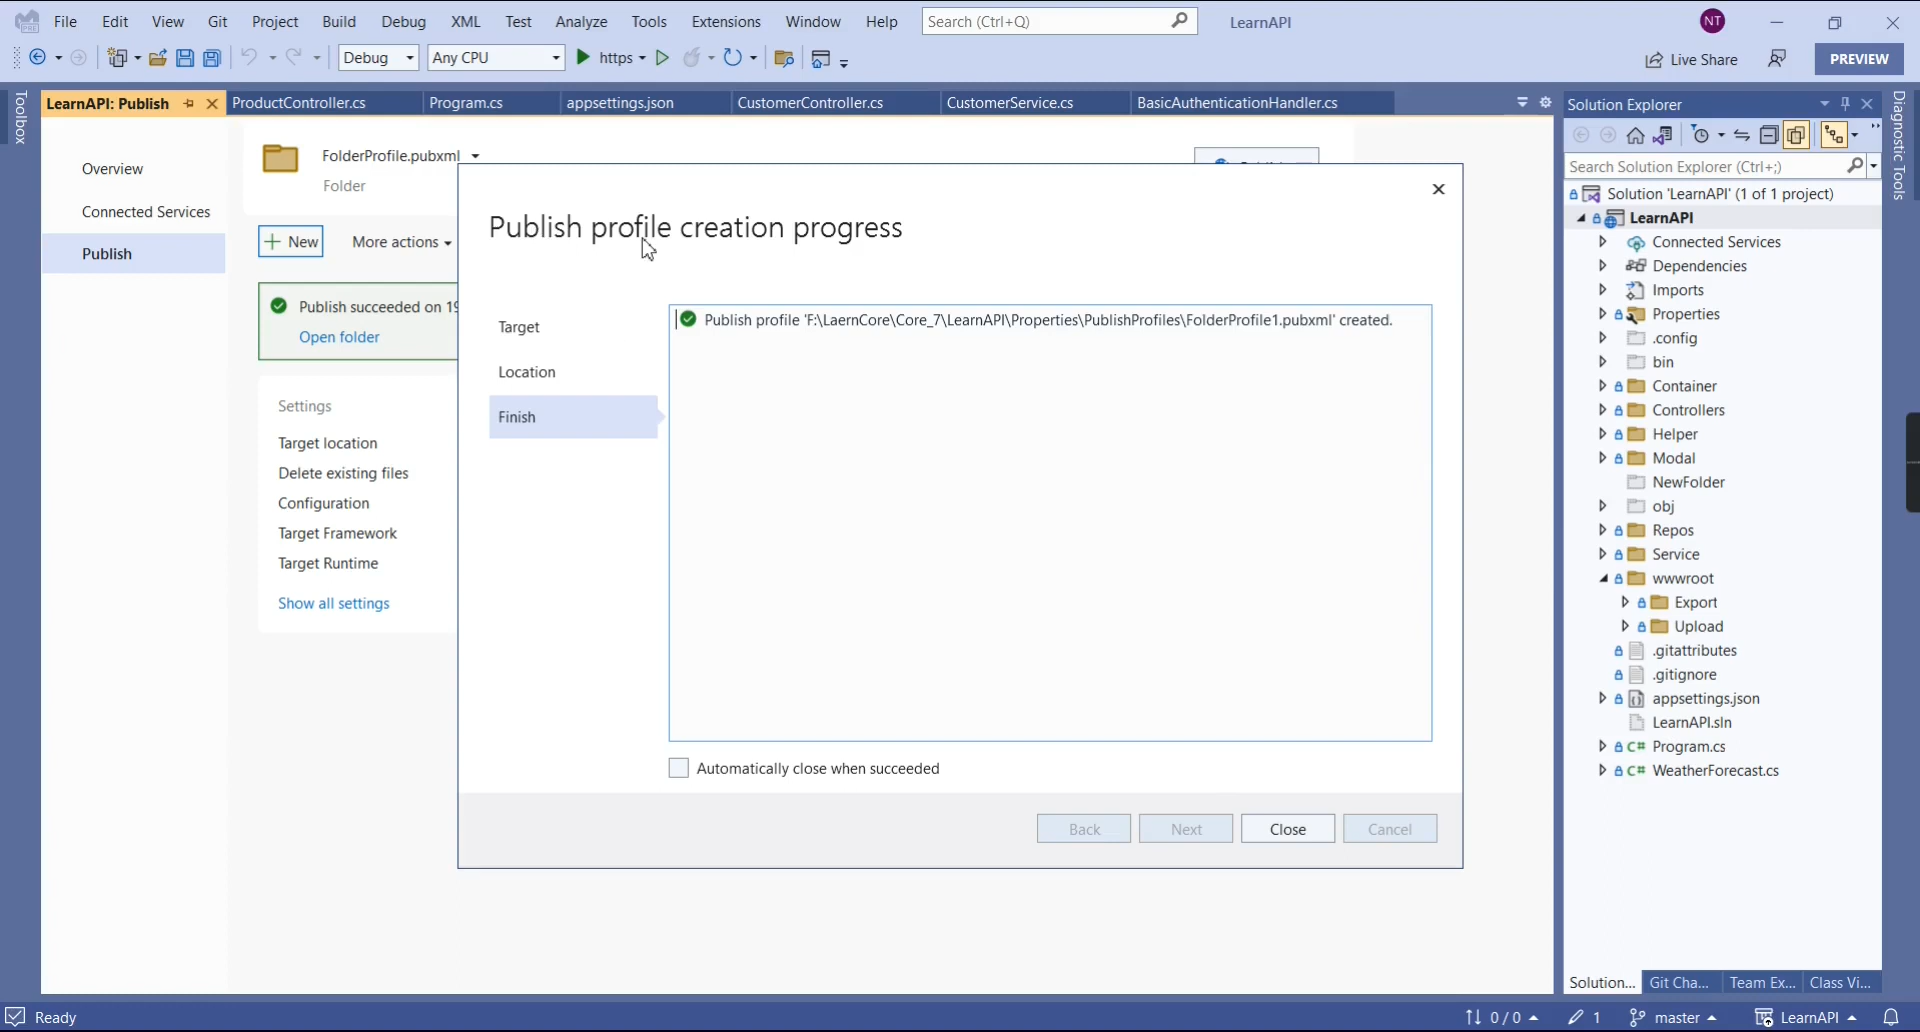 File Edit View Git Project Build Debug XML Test Analyze Tools Extensions Window Help Search (Ctrl+Q) LearnAPI NT
Debug Any CPU https Live Share PREVIEW
Toolbox
LearnAPI: Publish ProductController.cs Program.cs appsettings.json CustomerController.cs CustomerService.cs BasicAuthenticationHandler.cs
Overview
Connected Services
Publish
FolderProfile.pubxml
Folder
New More actions
Publish succeeded on 19
Open folder
Settings
Target location
Delete existing files
Configuration
Target Framework
Target Runtime
Show all settings
Publish profile creation progress
Target
Location
Finish
Publish profile 'F:\LaernCore\Core_7\LearnAPI\Properties\PublishProfiles\FolderProfile1.pubxml' created.
Automatically close when succeeded
Back Next Close Cancel
Solution Explorer
Search Solution Explorer (Ctrl+;)
Solution 'LearnAPI' (1 of 1 project)
LearnAPI
Connected Services
Dependencies
Imports
Properties
.config
bin
Container
Controllers
Helper
Modal
NewFolder
obj
Repos
Service
wwwroot
Export
Upload
.gitattributes
.gitignore
appsettings.json
LearnAPI.sln
C# Program.cs
C# WeatherForecast.cs
Solution... Git Cha... Team Ex... Class Vi...
Diagnostic Tools
Ready 0 / 0 1 master LearnAPI